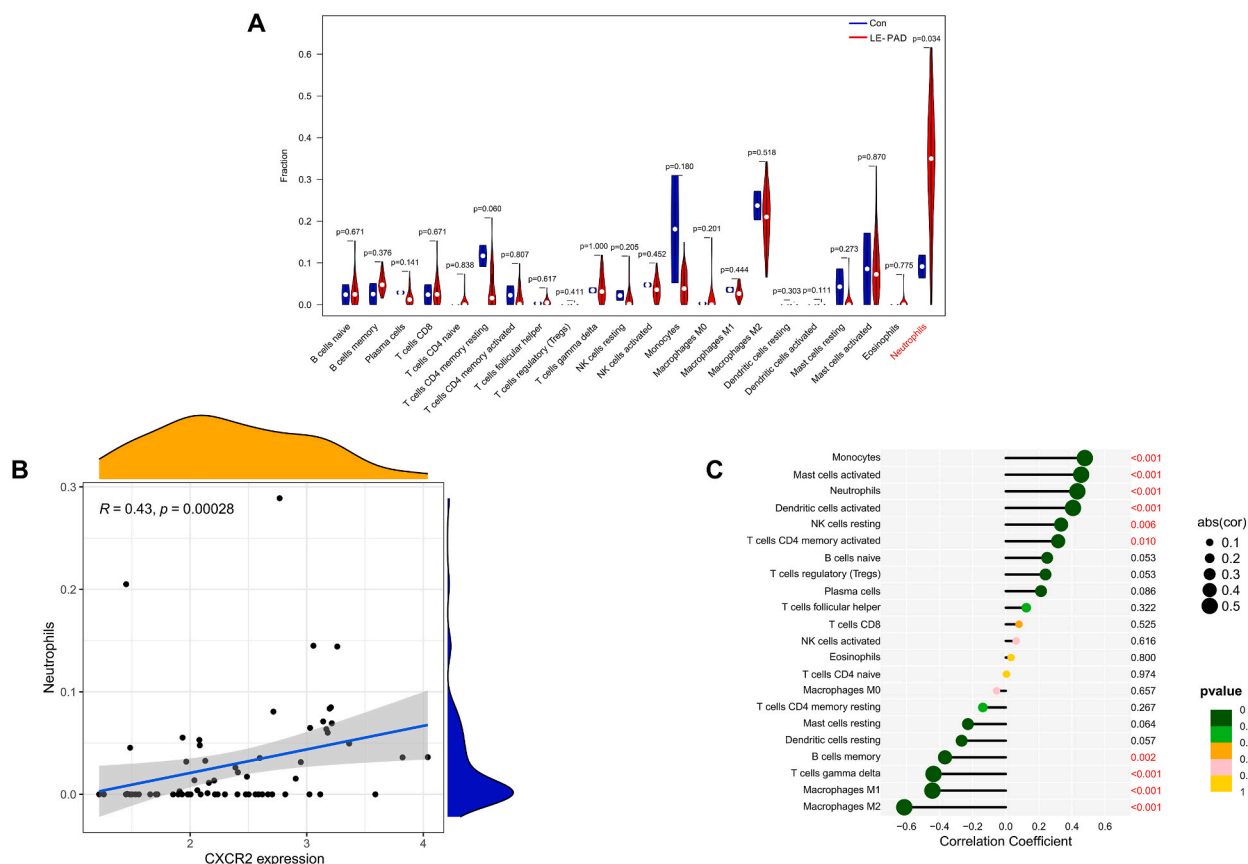 A
Con
LE-PAD
p=0.034
0.6
0.5
0.4
0.3
0.2
0.1
0.0
Fraction
p=0.671
p=0.376
p=0.141
p=0.671
p=0.838
p=0.060
p=0.807
p=0.617
p=0.411
p=1.000
p=0.205
p=0.452
p=0.180
p=0.201
p=0.444
p=0.518
p=0.303
p=0.111
p=0.273
p=0.870
p=0.775
B cells naive
B cells memory
Plasma cells
T cells CD8
T cells CD4 naive
T cells CD4 memory resting
T cells CD4 memory activated
T cells follicular helper
T cells regulatory (Tregs)
T cells gamma delta
NK cells resting
NK cells activated
Monocytes
Macrophages M0
Macrophages M1
Macrophages M2
Dendritic cells resting
Dendritic cells activated
Mast cells resting
Mast cells activated
Eosinophils
Neutrophils
B
R = 0.43, p = 0.00028
0.3
0.2
0.1
0.0
Neutrophils
2
3
4
CXCR2 expression
C
Monocytes <0.001
Mast cells activated <0.001
Neutrophils <0.001
Dendritic cells activated <0.001
NK cells resting 0.006
T cells CD4 memory activated 0.010
B cells naive 0.053
T cells regulatory (Tregs) 0.053
Plasma cells 0.086
T cells follicular helper 0.322
T cells CD8 0.525
NK cells activated 0.616
Eosinophils 0.800
T cells CD4 naive 0.974
Macrophages M0 0.657
T cells CD4 memory resting 0.267
Mast cells resting 0.064
Dendritic cells resting 0.057
B cells memory 0.002
T cells gamma delta <0.001
Macrophages M1 <0.001
Macrophages M2 <0.001
−0.6 −0.4 −0.2 0.0 0.2 0.4 0.6
Correlation Coefficient
abs(cor)
0.1
0.2
0.3
0.4
0.5
pvalue
0
0.
0.
0.
1